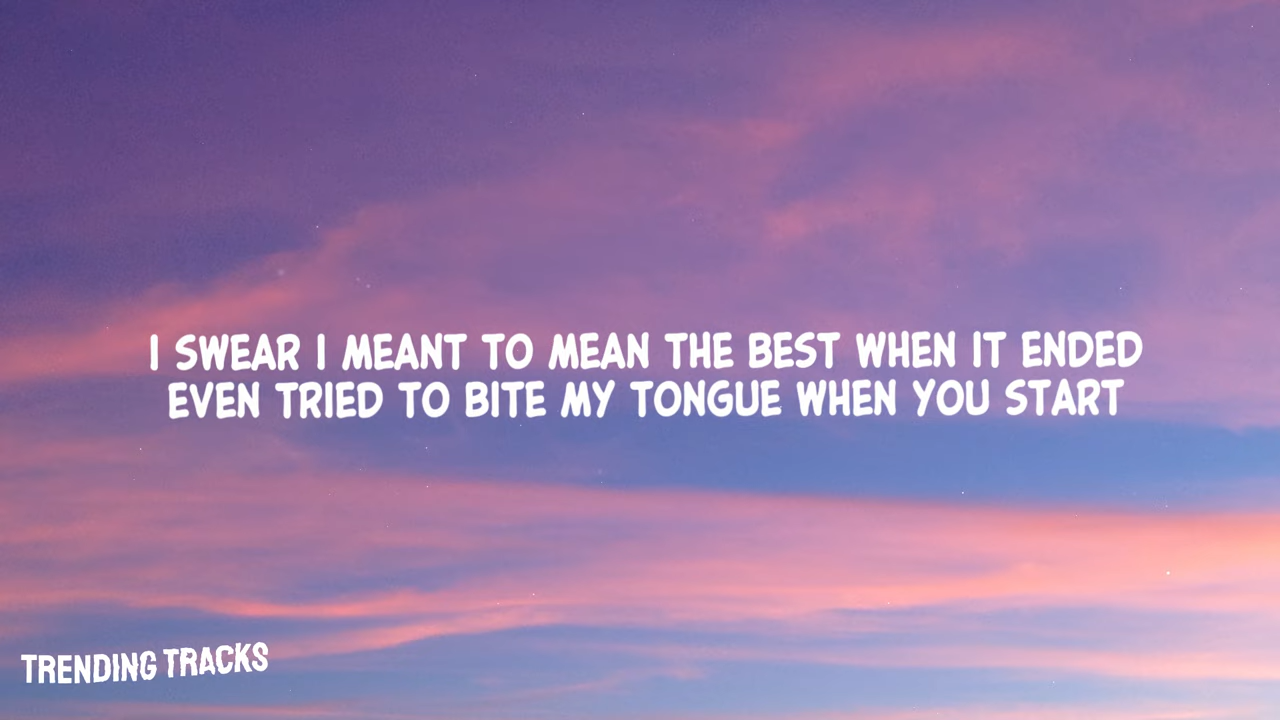 I SWEAR I MEANT TO MEAN THE BEST WHEN IT ENDED
EVEN TRIED TO BITE MY TONGUE WHEN YOU START
TRENDING TRACKS